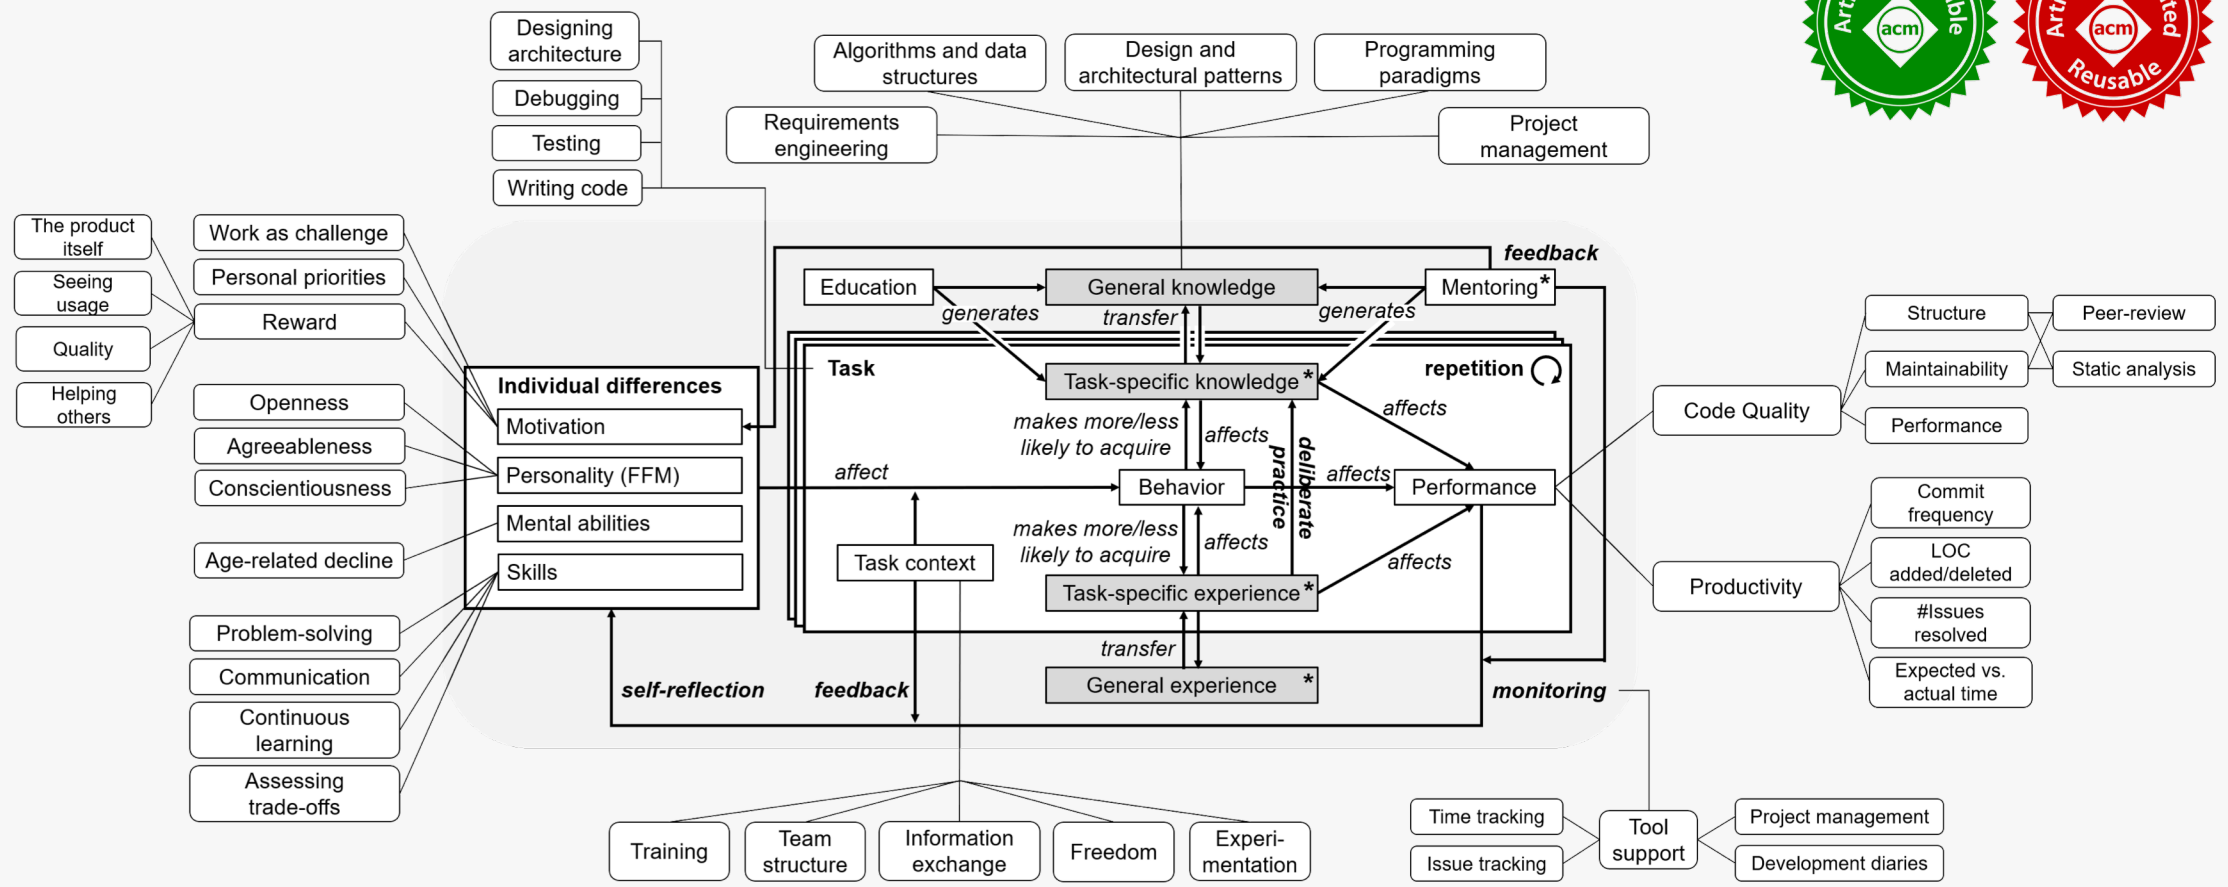 Designing
architecture
Debugging
Testing
Writing code
Algorithms and data
structures
Design and
architectural patterns
Programming
paradigms
Requirements
engineering
Project
management
acm
acm
Reusable
The product
itself
Seeing
usage
Quality
Helping
others
Work as challenge
Personal priorities
Reward
Openness
Agreeableness
Conscientiousness
Age-related decline
Problem-solving
Communication
Continuous
learning
Assessing
trade-offs
Individual differences
Motivation
Personality (FFM)
Mental abilities
Skills
feedback
Education
General knowledge
Mentoring*
generates
transfer
generates
Task
Task-specific knowledge*
repetition
makes more/less
likely to acquire
affects
affects
affect
Behavior
deliberate
practice
affects
Performance
Task context
makes more/less
likely to acquire
affects
affects
Task-specific experience*
transfer
General experience *
self-reflection
feedback
monitoring
Code Quality
Structure
Maintainability
Performance
Peer-review
Static analysis
Productivity
Commit
frequency
LOC
added/deleted
#Issues
resolved
Expected vs.
actual time
Training
Team
structure
Information
exchange
Freedom
Experi-
mentation
Time tracking
Issue tracking
Tool
support
Project management
Development diaries